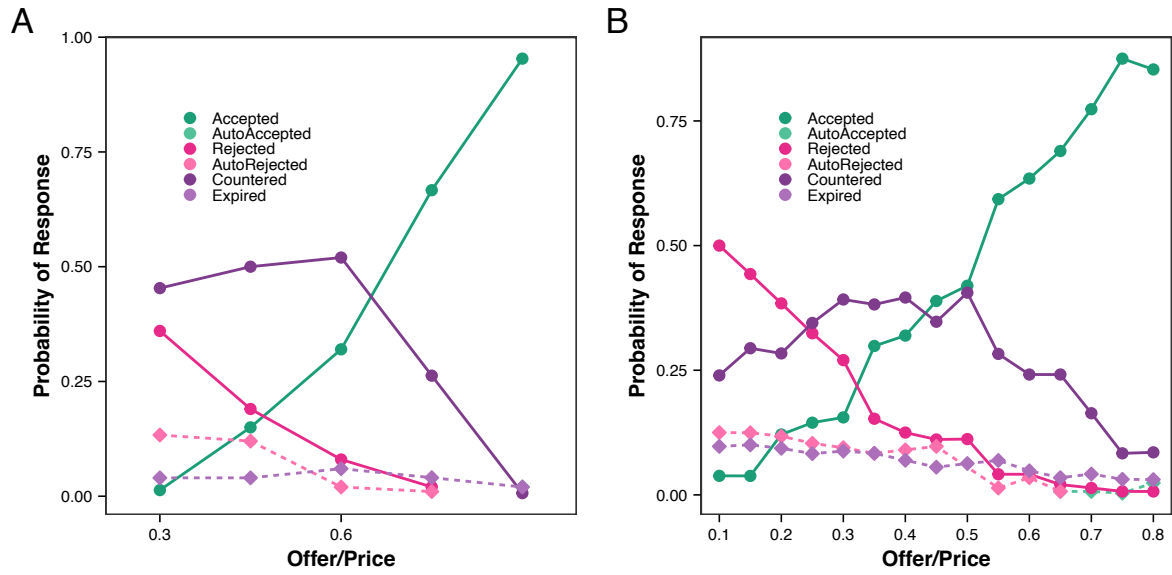 A
Probability of Response
1.00
0.75
0.50
0.25
0.00
Accepted
AutoAccepted
Rejected
AutoRejected
Countered
Expired
0.3
0.6
Offer/Price
B
Probability of Response
0.75
0.50
0.25
0.00
Accepted
AutoAccepted
Rejected
AutoRejected
Countered
Expired
0.1 0.2 0.3 0.4 0.5 0.6 0.7 0.8
Offer/Price